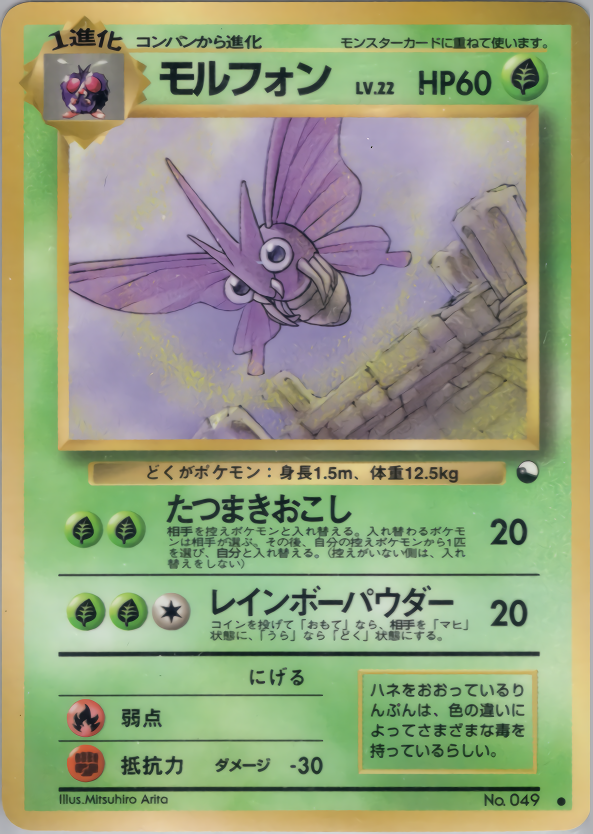 1進化 コンパンから進化 モンスターカードに重ねて使います。
モルフォン LV.22 HP60
どくがポケモン：身長1.5m、体重12.5kg
たつまきおこし 20
相手を控えポケモンと入れ替える。入れ替わるポケモ
ンは相手が選ぶ。その後、自分の控えポケモンから1匹
を選び、自分と入れ替える。（控えがいない側は、入れ
替えをしない）
レインボーパウダー 20
コインを投げて「おもて」なら、相手を「マヒ」
状態に、「うら」なら「どく」状態にする。
にげる
弱点
抵抗力 ダメージ -30
ハネをおおっているり
んぷんは、色の違いに
よってさまざまな毒を
持っているらしい。
Illus.Mitsuhiro Arita No. 049